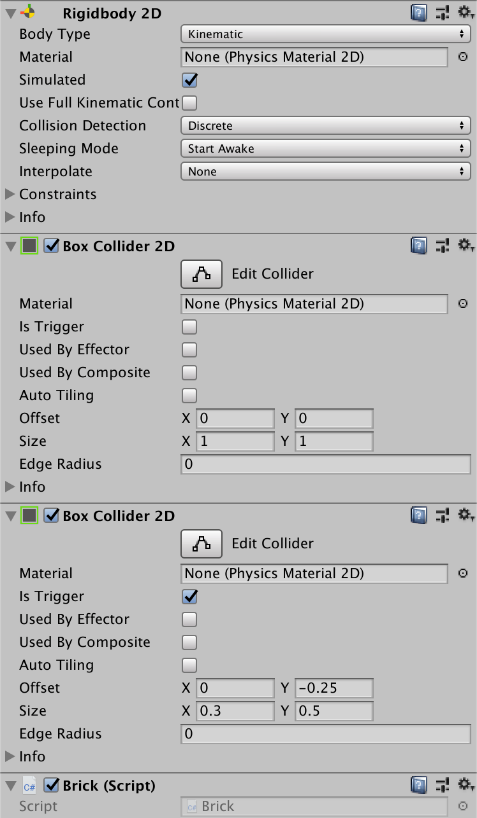 Rigidbody 2D
Body Type Kinematic
Material None (Physics Material 2D)
Simulated
Use Full Kinematic Cont
Collision Detection Discrete
Sleeping Mode Start Awake
Interpolate None
Constraints
Info
Box Collider 2D
Edit Collider
Material None (Physics Material 2D)
Is Trigger
Used By Effector
Used By Composite
Auto Tiling
Offset X 0 Y 0
Size X 1 Y 1
Edge Radius 0
Info
Box Collider 2D
Edit Collider
Material None (Physics Material 2D)
Is Trigger
Used By Effector
Used By Composite
Auto Tiling
Offset X 0 Y -0.25
Size X 0.3 Y 0.5
Edge Radius 0
Info
C# Brick (Script)
Script Brick